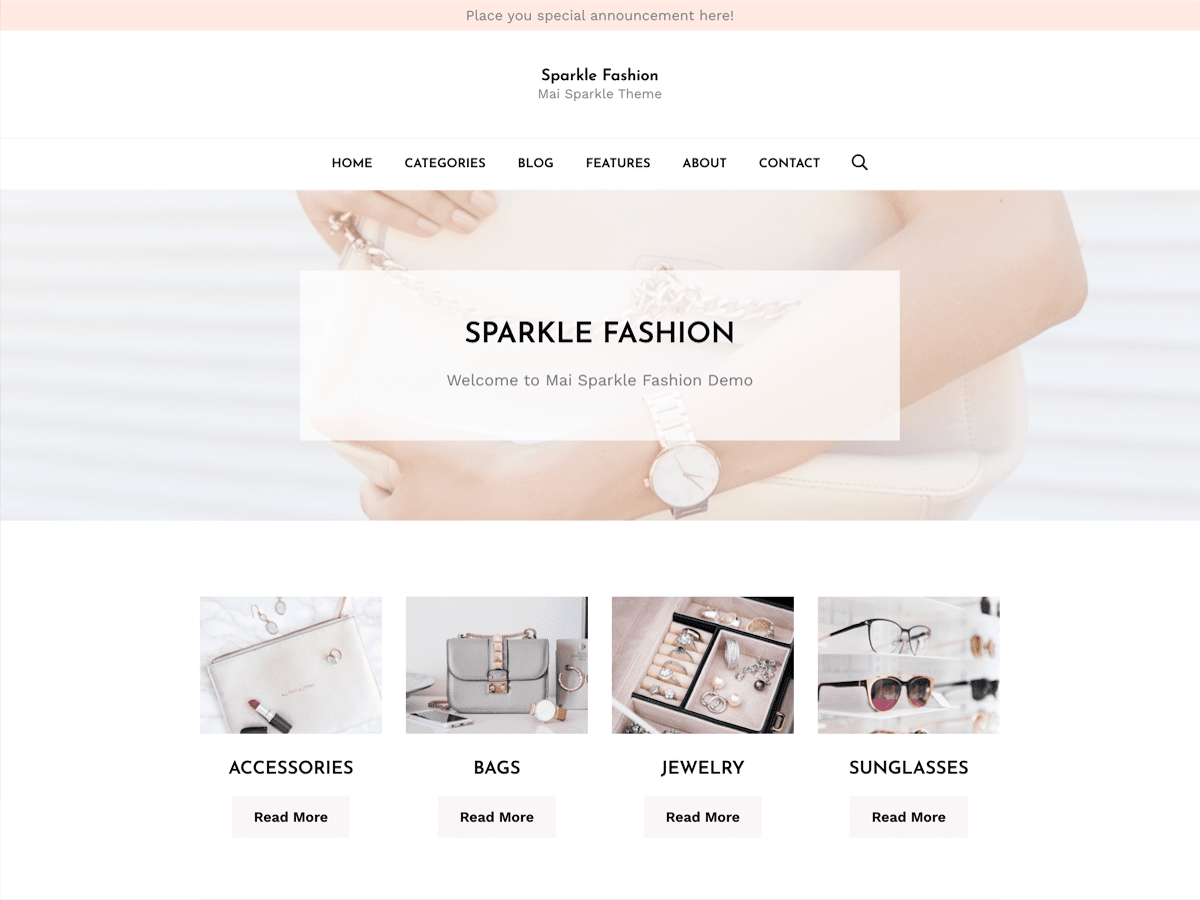 Place you special announcement here!
Sparkle Fashion
Mai Sparkle Theme
HOME CATEGORIES BLOG FEATURES ABOUT CONTACT
SPARKLE FASHION
Welcome to Mai Sparkle Fashion Demo
ACCESSORIES BAGS JEWELRY SUNGLASSES
Read More Read More Read More Read More